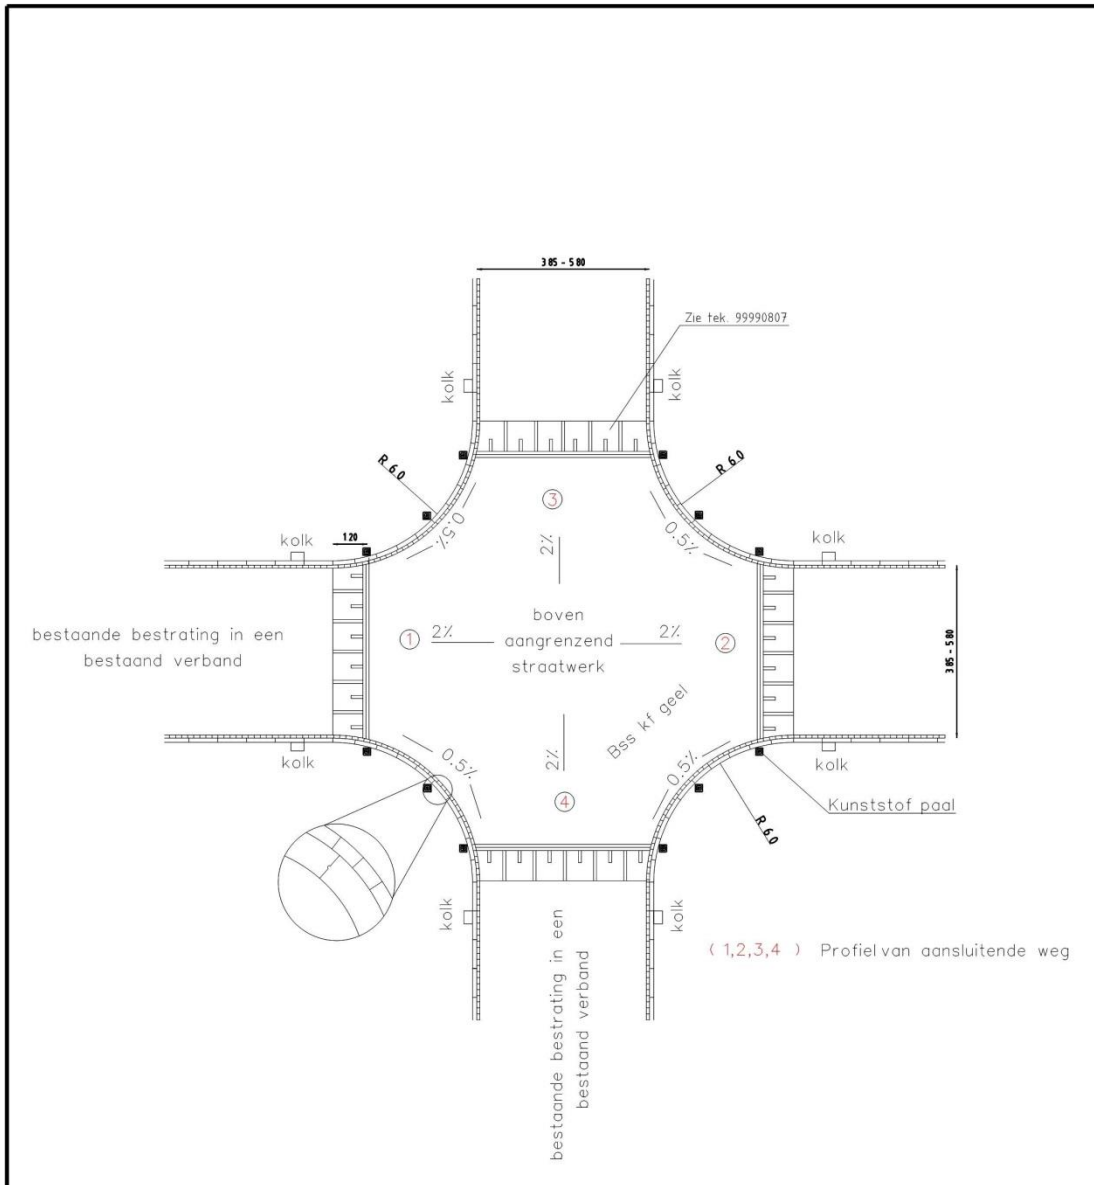 385 - 580
Zie tek. 99990807
kolk
kolk
R 6.0
R 6.0
3
0.5%
0.5%
kolk
120
kolk
2%
boven
aangrenzend
straatwerk
bestaande bestrating in een
bestaand verband
1
2%
2%
2
385 - 580
Bss kf geel
2%
0.5%
0.5%
kolk
kolk
4
Kunststof paal
R 6.0
kolk
kolk
bestaande bestrating in een
bestaand verband
( 1,2,3,4 ) Profiel van aansluitende weg